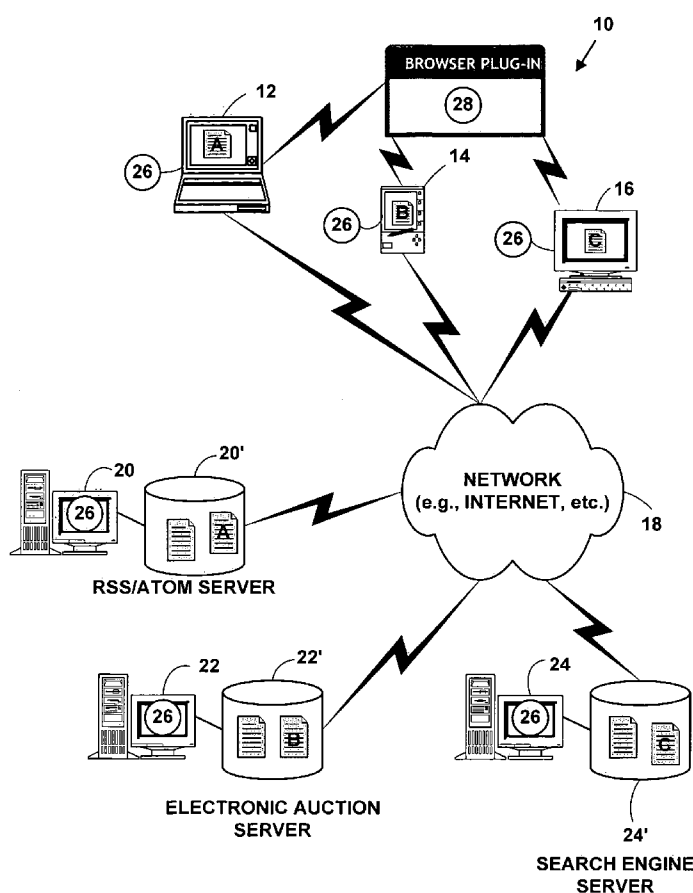 10
BROWSER PLUG-IN
28
12
A
26
14
B
26
16
C
26
NETWORK
(e.g., INTERNET, etc.)
18
20
20'
26
A
RSS/ATOM SERVER
22
22'
26
B
ELECTRONIC AUCTION
SERVER
24
26
C
24'
SEARCH ENGINE
SERVER